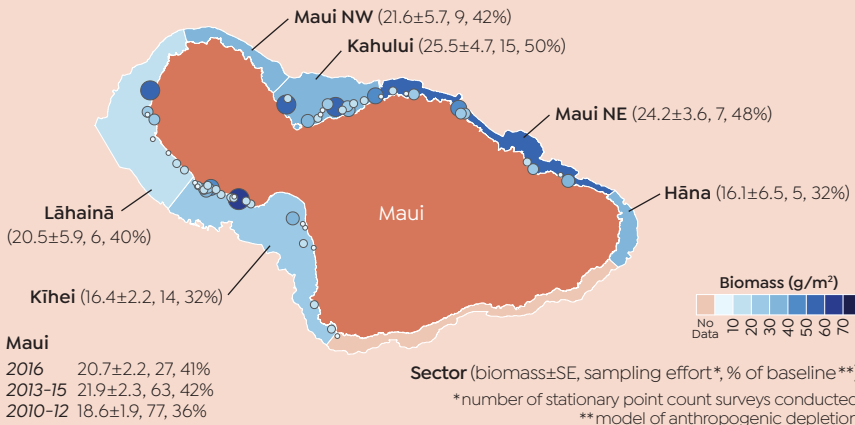 Maui NW (21.6±5.7, 9, 42%)
Kahului (25.5±4.7, 15, 50%)
Maui NE (24.2±3.6, 7, 48%)
Hāna (16.1±6.5, 5, 32%)
Maui
Lāhainā
(20.5±5.9, 6, 40%)
Kīhei (16.4±2.2, 14, 32%)
Biomass (g/m²)
No
Data
10
20
30
40
50
60
70
Maui
2016 20.7±2.2, 27, 41%
2013-15 21.9±2.3, 63, 42%
2010-12 18.6±1.9, 77, 36%
Sector (biomass±SE, sampling effort*, % of baseline**)
*number of stationary point count surveys conducted
**model of anthropogenic depletion